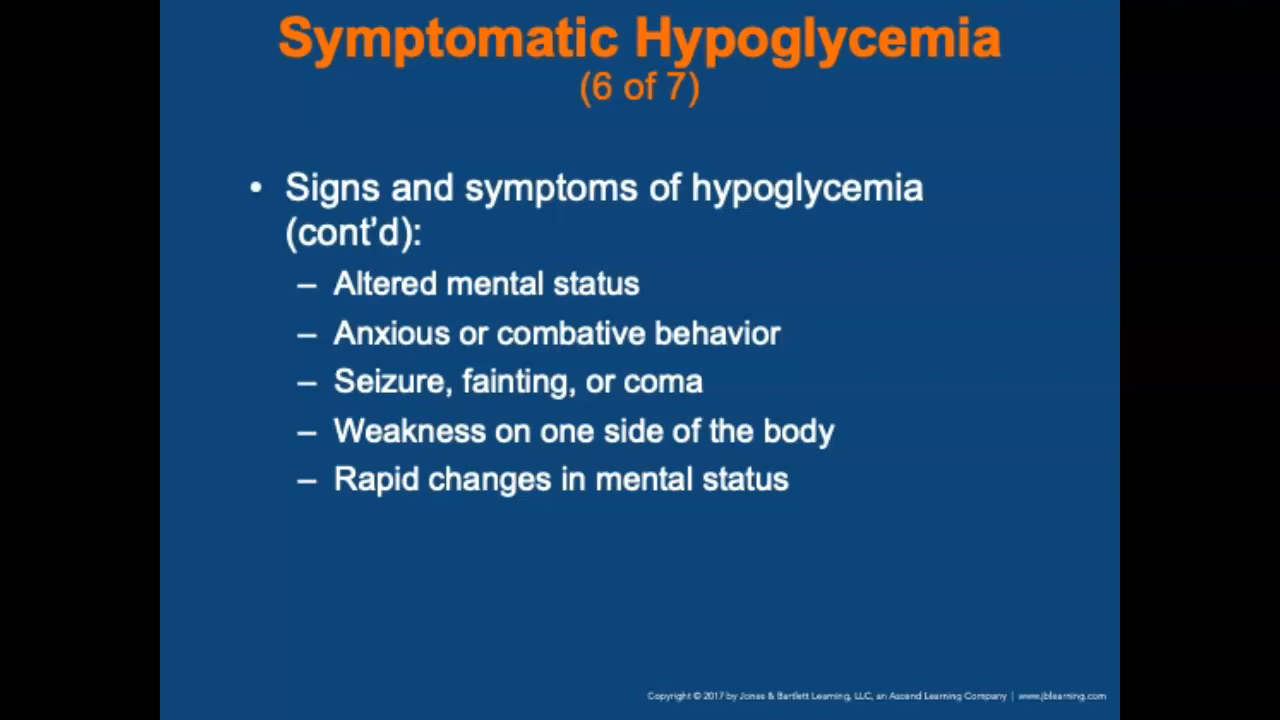 Symptomatic Hypoglycemia
(6 of 7)
• Signs and symptoms of hypoglycemia
(cont’d):
– Altered mental status
– Anxious or combative behavior
– Seizure, fainting, or coma
– Weakness on one side of the body
– Rapid changes in mental status
Copyright © 2017 by Jones & Bartlett Learning, LLC, an Ascend Learning Company | www.jblearning.com